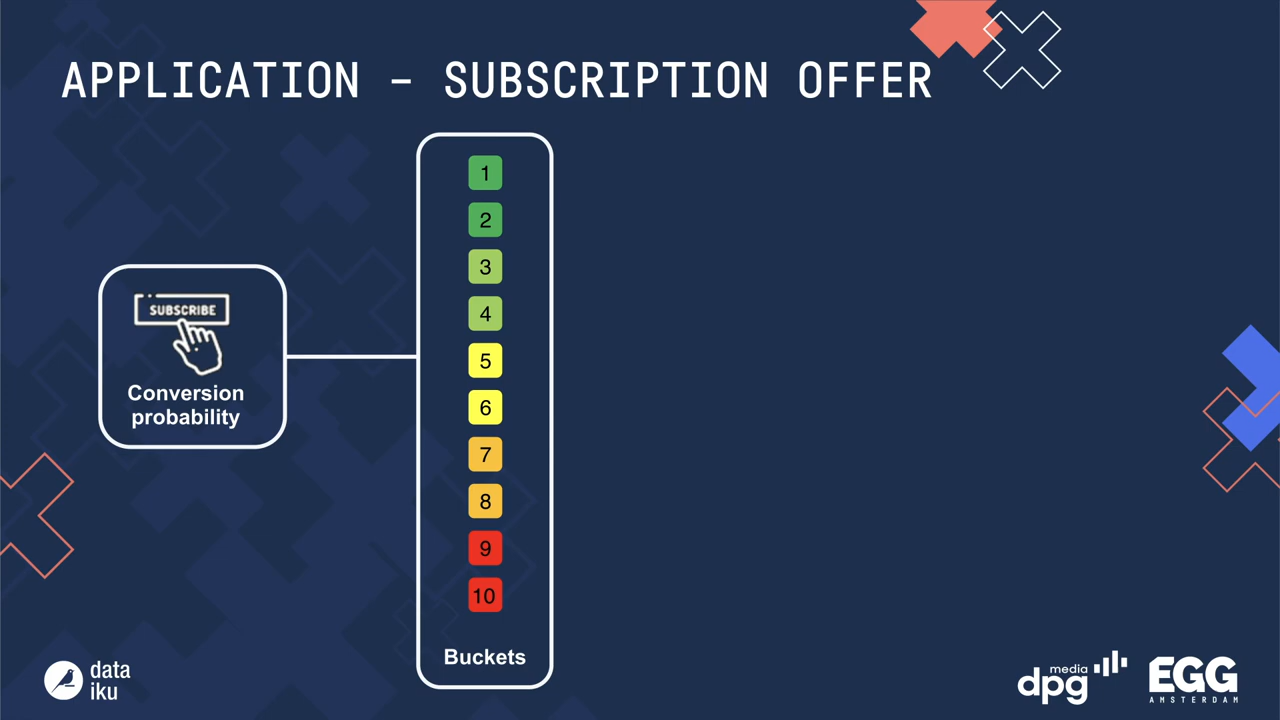 APPLICATION – SUBSCRIPTION OFFER
1
2
3
4
5
6
7
8
9
10
SUBSCRIBE
Conversion
probability
Buckets
data
iku
media
dpg
EGG
AMSTERDAM